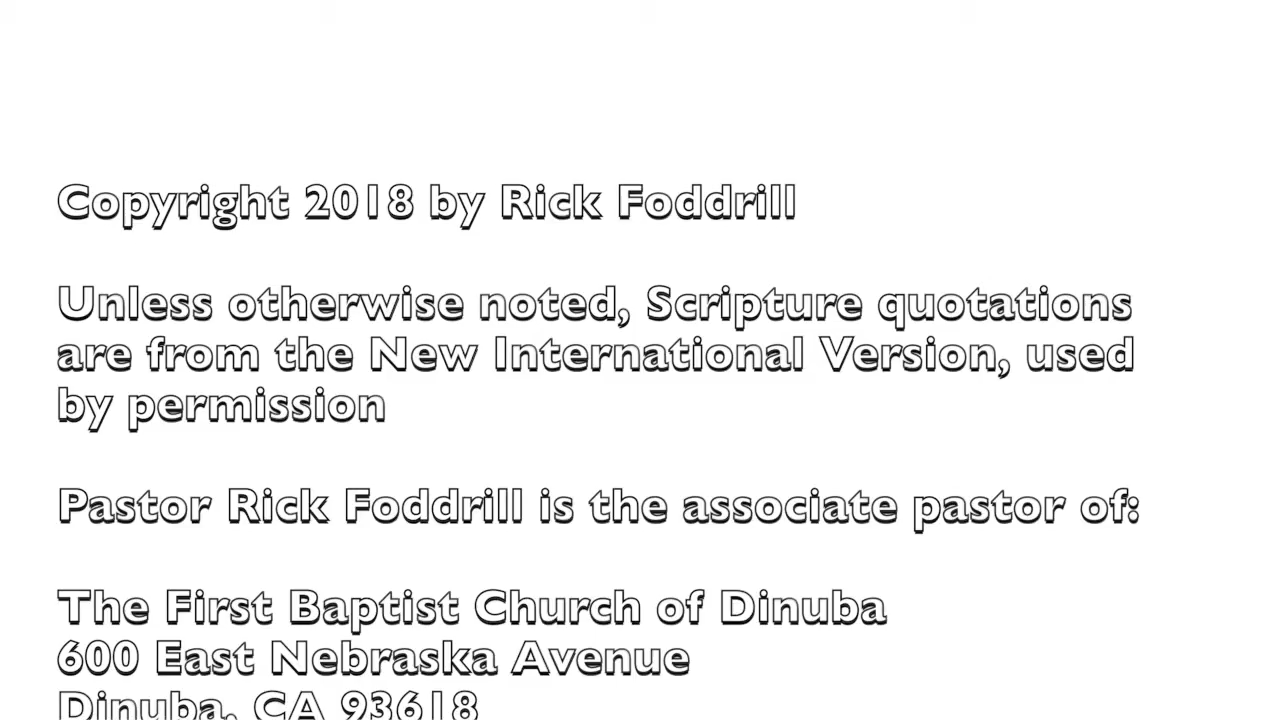 Copyright 2018 by Rick Foddrill
Unless otherwise noted, Scripture quotations
are from the New International Version, used
by permission
Pastor Rick Foddrill is the associate pastor of:
The First Baptist Church of Dinuba
600 East Nebraska Avenue
Dinuba, CA 93618